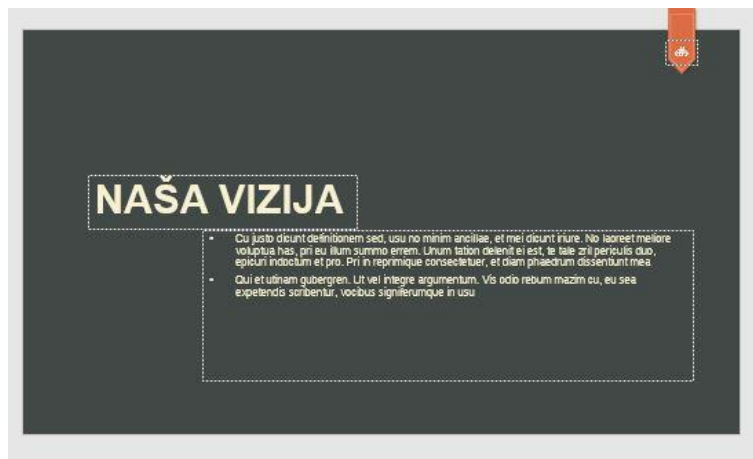 NAŠA VIZIJA
- Cu justo dicunt definitionem sed, usu no minim ancillae, et mei dicunt iriure. No laoreet meliore
voluptua has, pri eu illum summo errem. Unum tation delenit ei est, te tale zril periculis duo,
epicuri indoctum et pro. Pri in reprimique consectetuer, et diam phaedrum dissentiunt mea
- Qui et utinam gubergren. Ut vel integre argumentum. Vis odio rebum mazim cu, eu sea
expetendis scribentur, vocibus signiferumque in usu